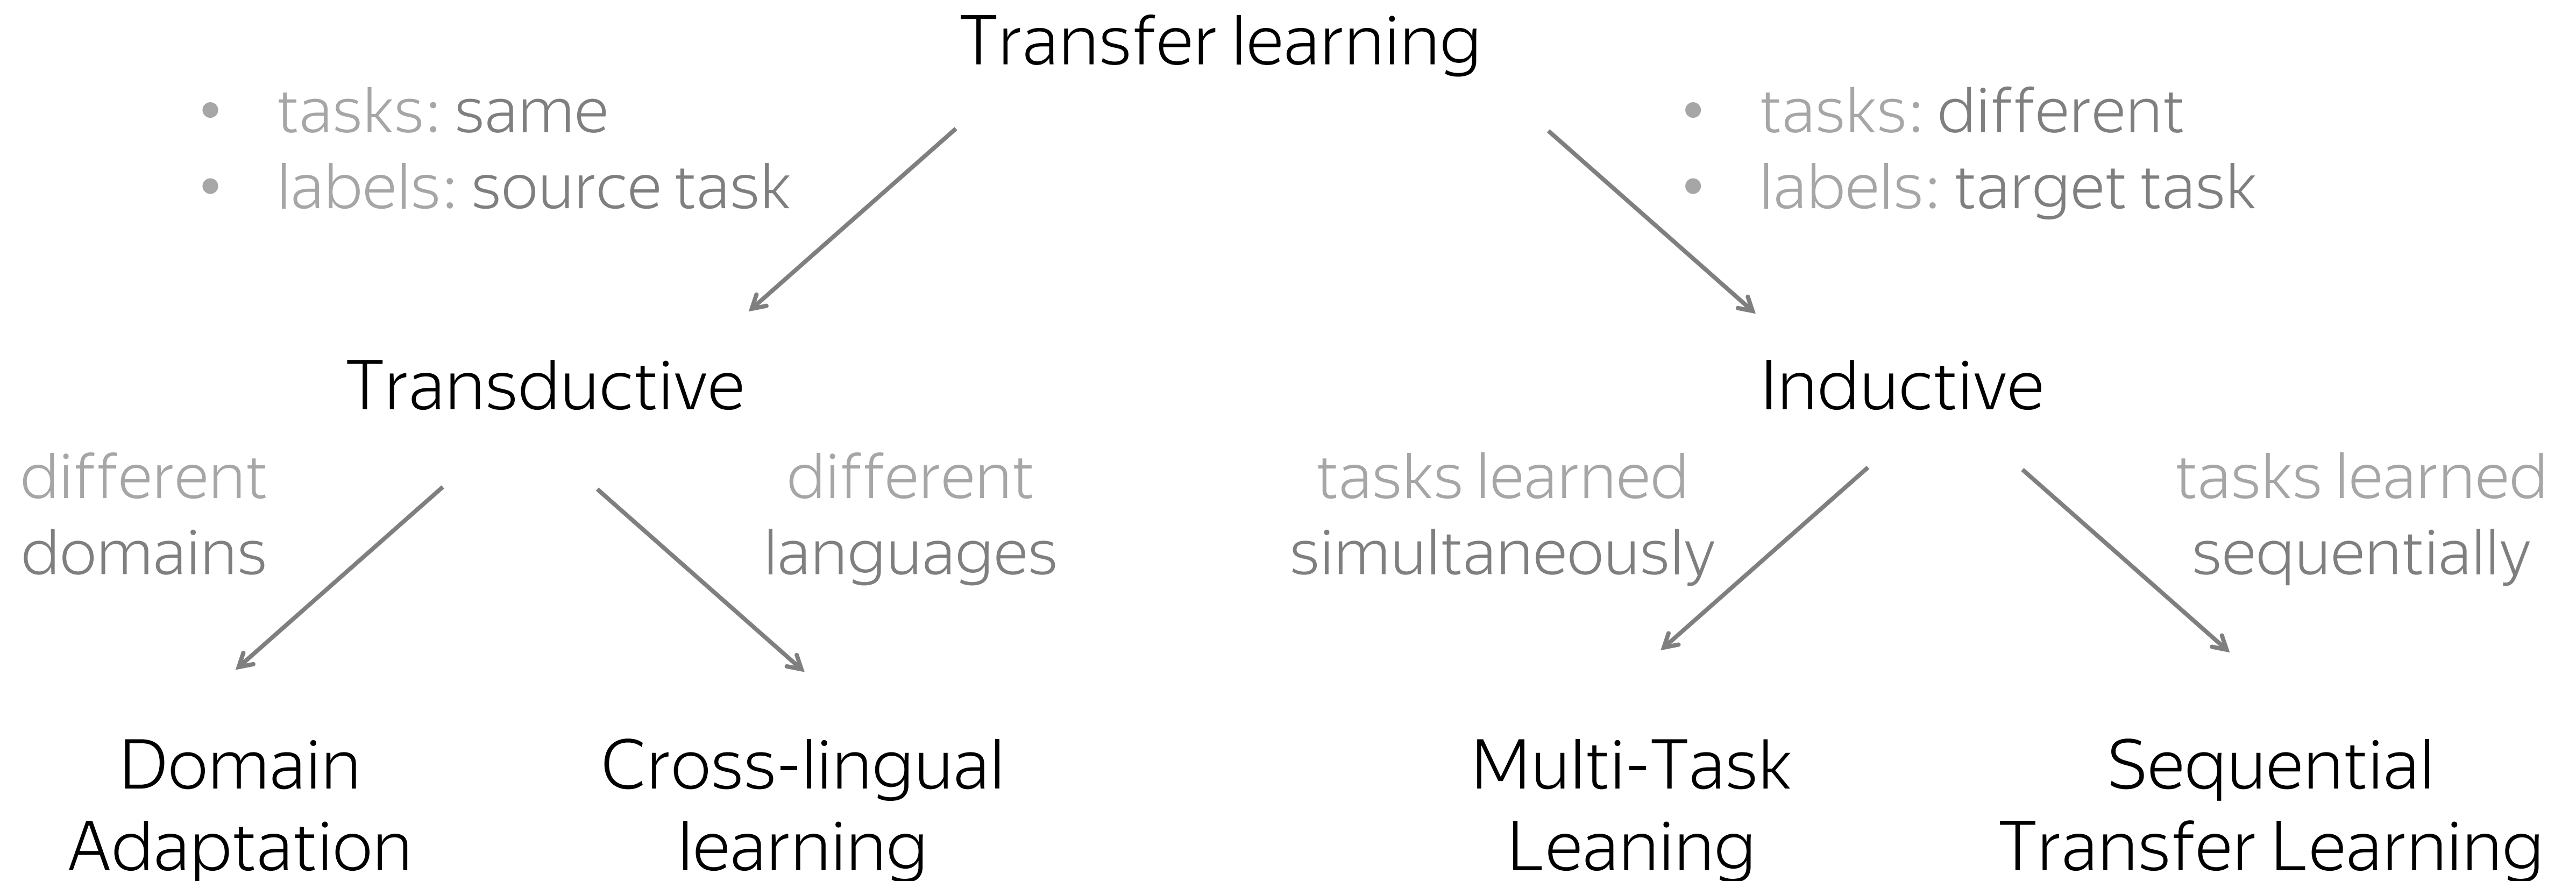 Transfer learning
• tasks: same
• labels: source task
• tasks: different
• labels: target task
Transductive
Inductive
different
domains
different
languages
tasks learned
simultaneously
tasks learned
sequentially
Domain
Adaptation
Cross-lingual
learning
Multi-Task
Leaning
Sequential
Transfer Learning